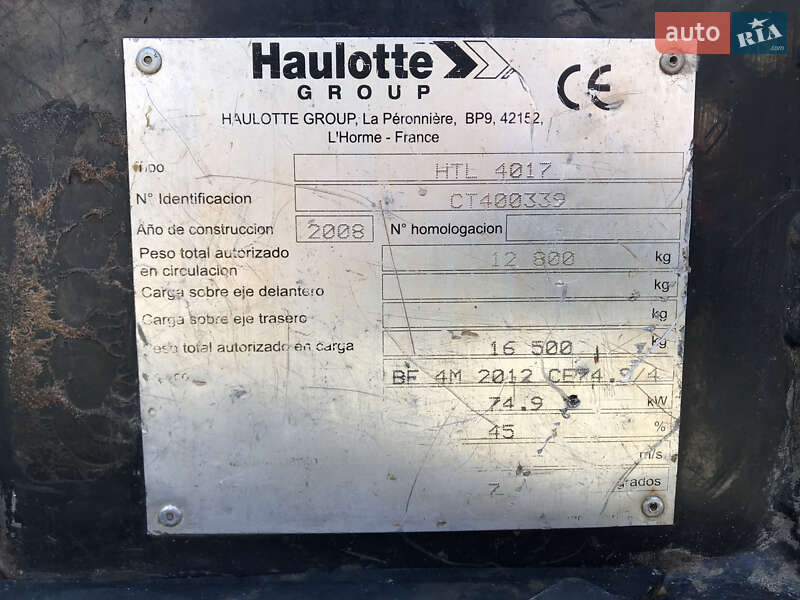 auto RIA.com
Haulotte
GROUP
CE
HAULOTTE GROUP, La Péronnière, BP9, 42152,
L'Horme - France
HTL 4017
N° Identificacion CT400339
Año de construccion 2008 N° homologacion
Peso total autorizado
en circulacion 12 800 kg
Carga sobre eje delantero kg
Carga sobre eje trasero kg
total autorizado en carga 16 500 kg
BF 4M 2012
74.9 kW
45 %
m/s
grados